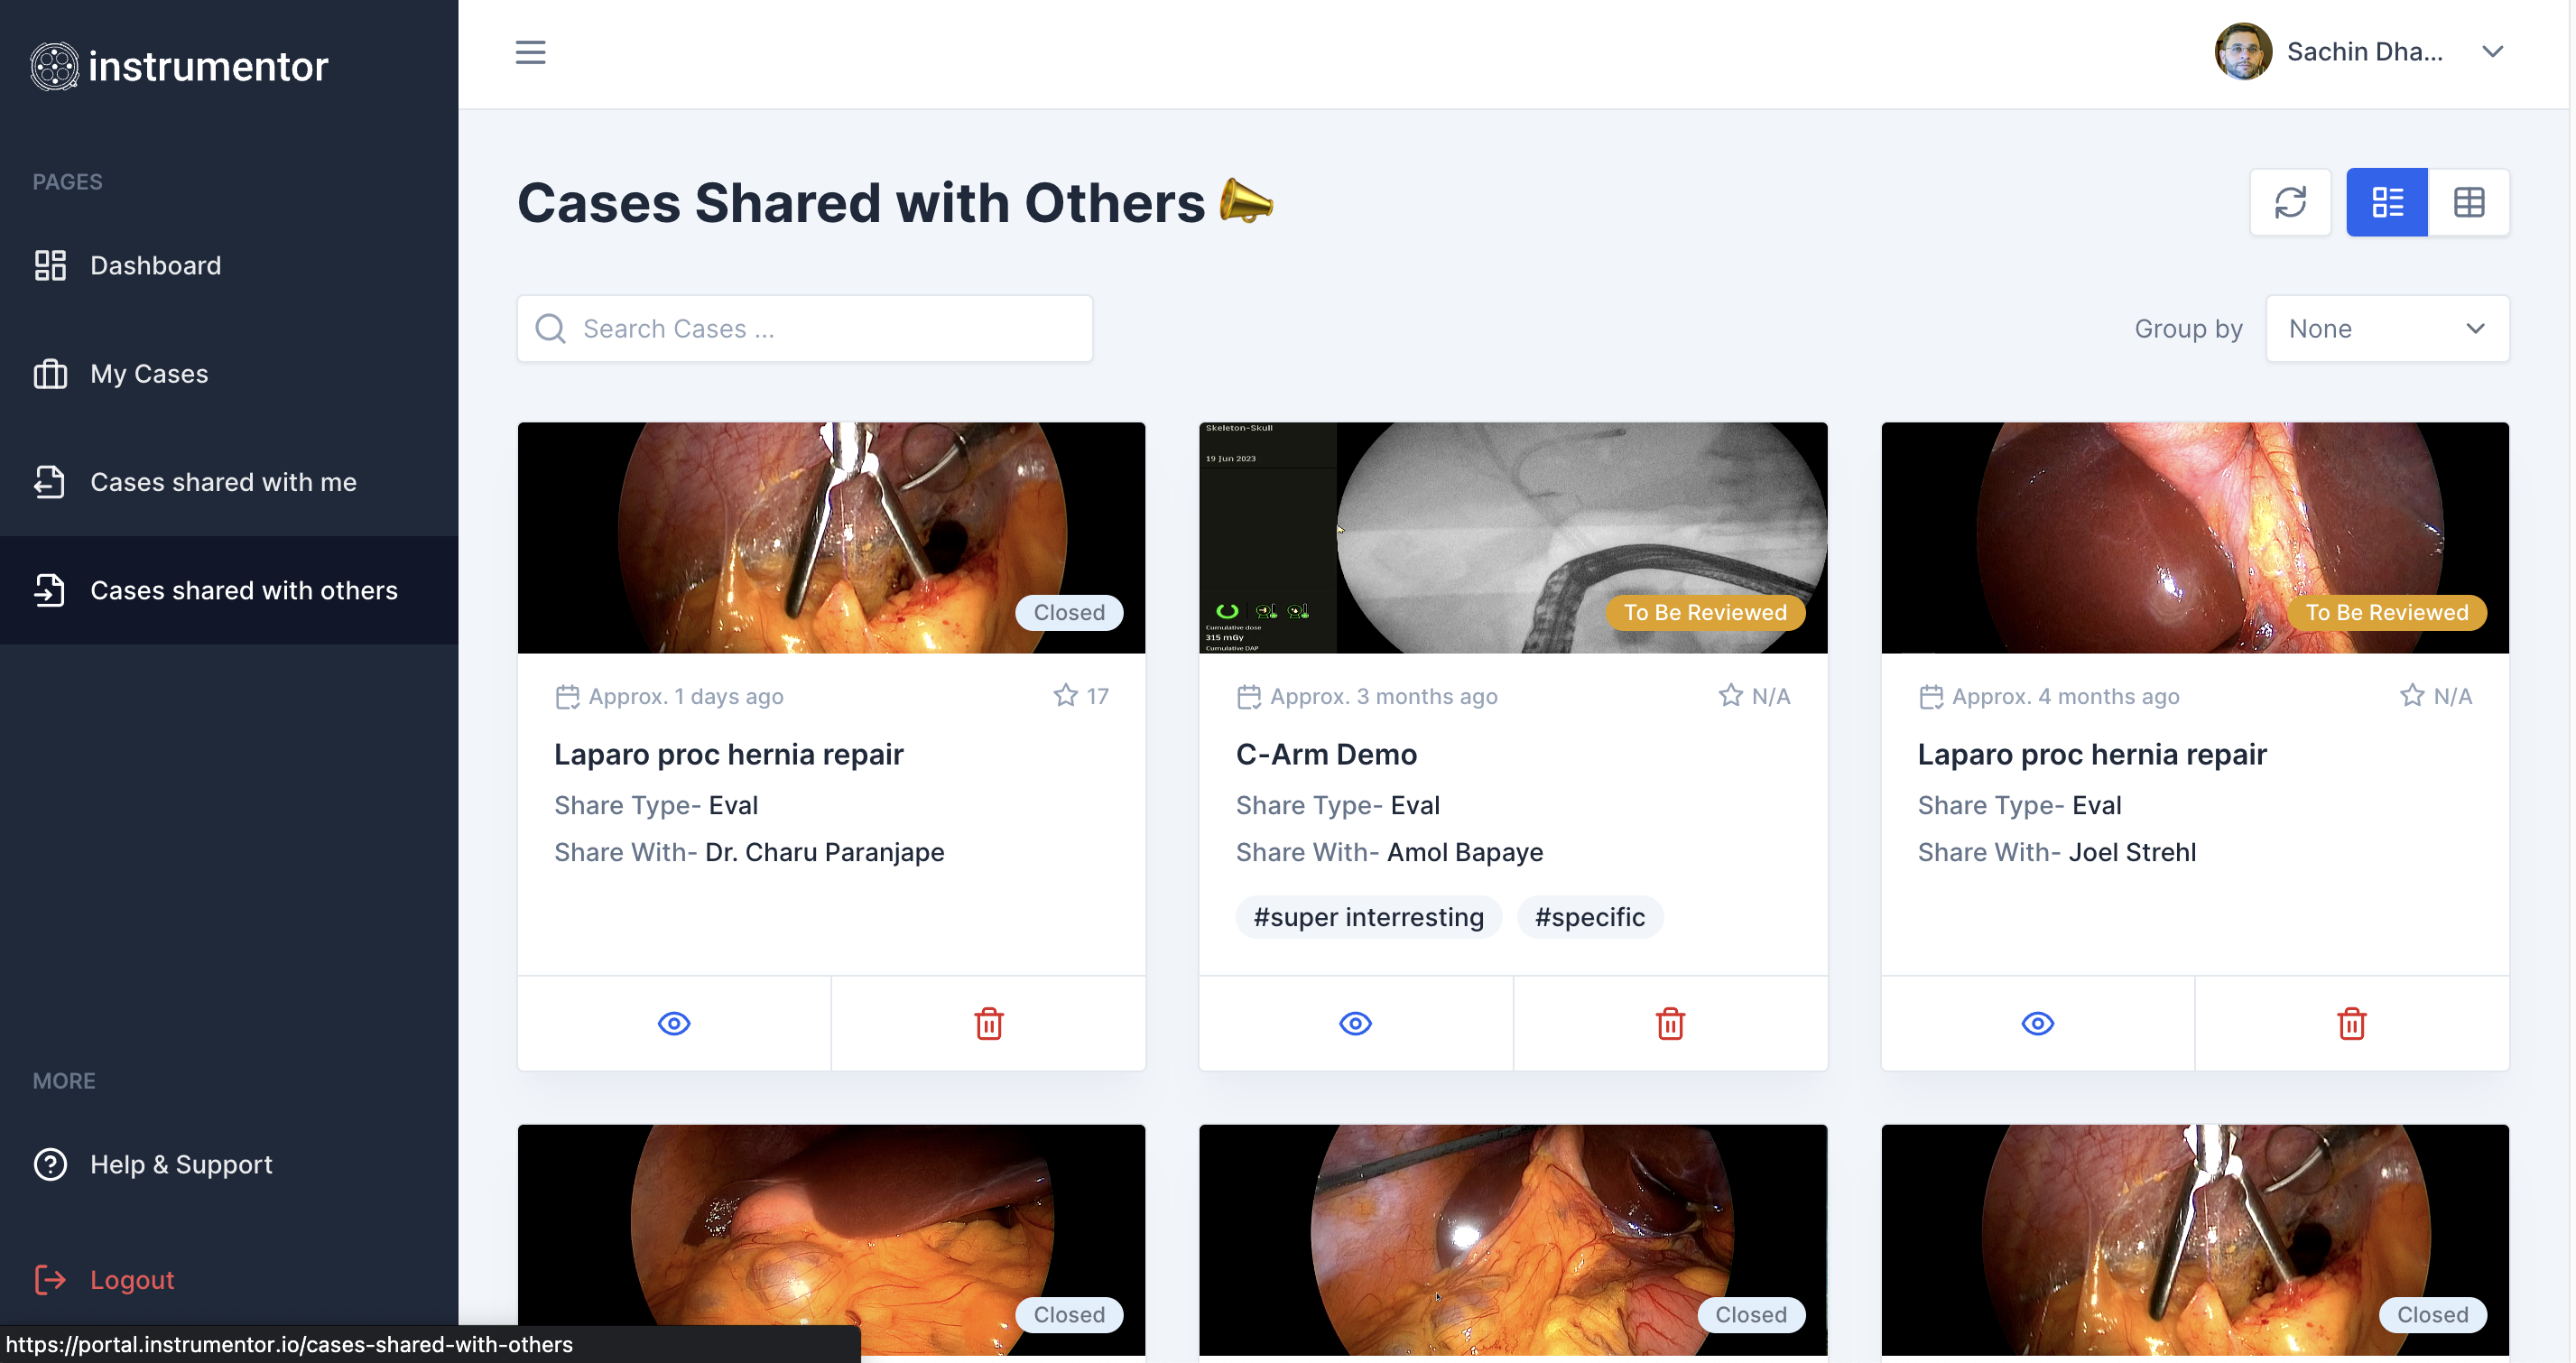 instrumentor
Sachin Dha...
PAGES
Dashboard
My Cases
Cases shared with me
Cases shared with others
MORE
Help & Support
Logout
https://portal.instrumentor.io/cases-shared-with-others
Cases Shared with Others
Search Cases ...
Group by None
Closed
Approx. 1 days ago 17
Laparo proc hernia repair
Share Type- Eval
Share With- Dr. Charu Paranjape
Skeleton-Skull
19 Jun 2023
Cumulative dose
315 mGy
Cumulative DAP
To Be Reviewed
Approx. 3 months ago N/A
C-Arm Demo
Share Type- Eval
Share With- Amol Bapaye
#super interresting #specific
To Be Reviewed
Approx. 4 months ago N/A
Laparo proc hernia repair
Share Type- Eval
Share With- Joel Strehl
Closed
Closed
Closed